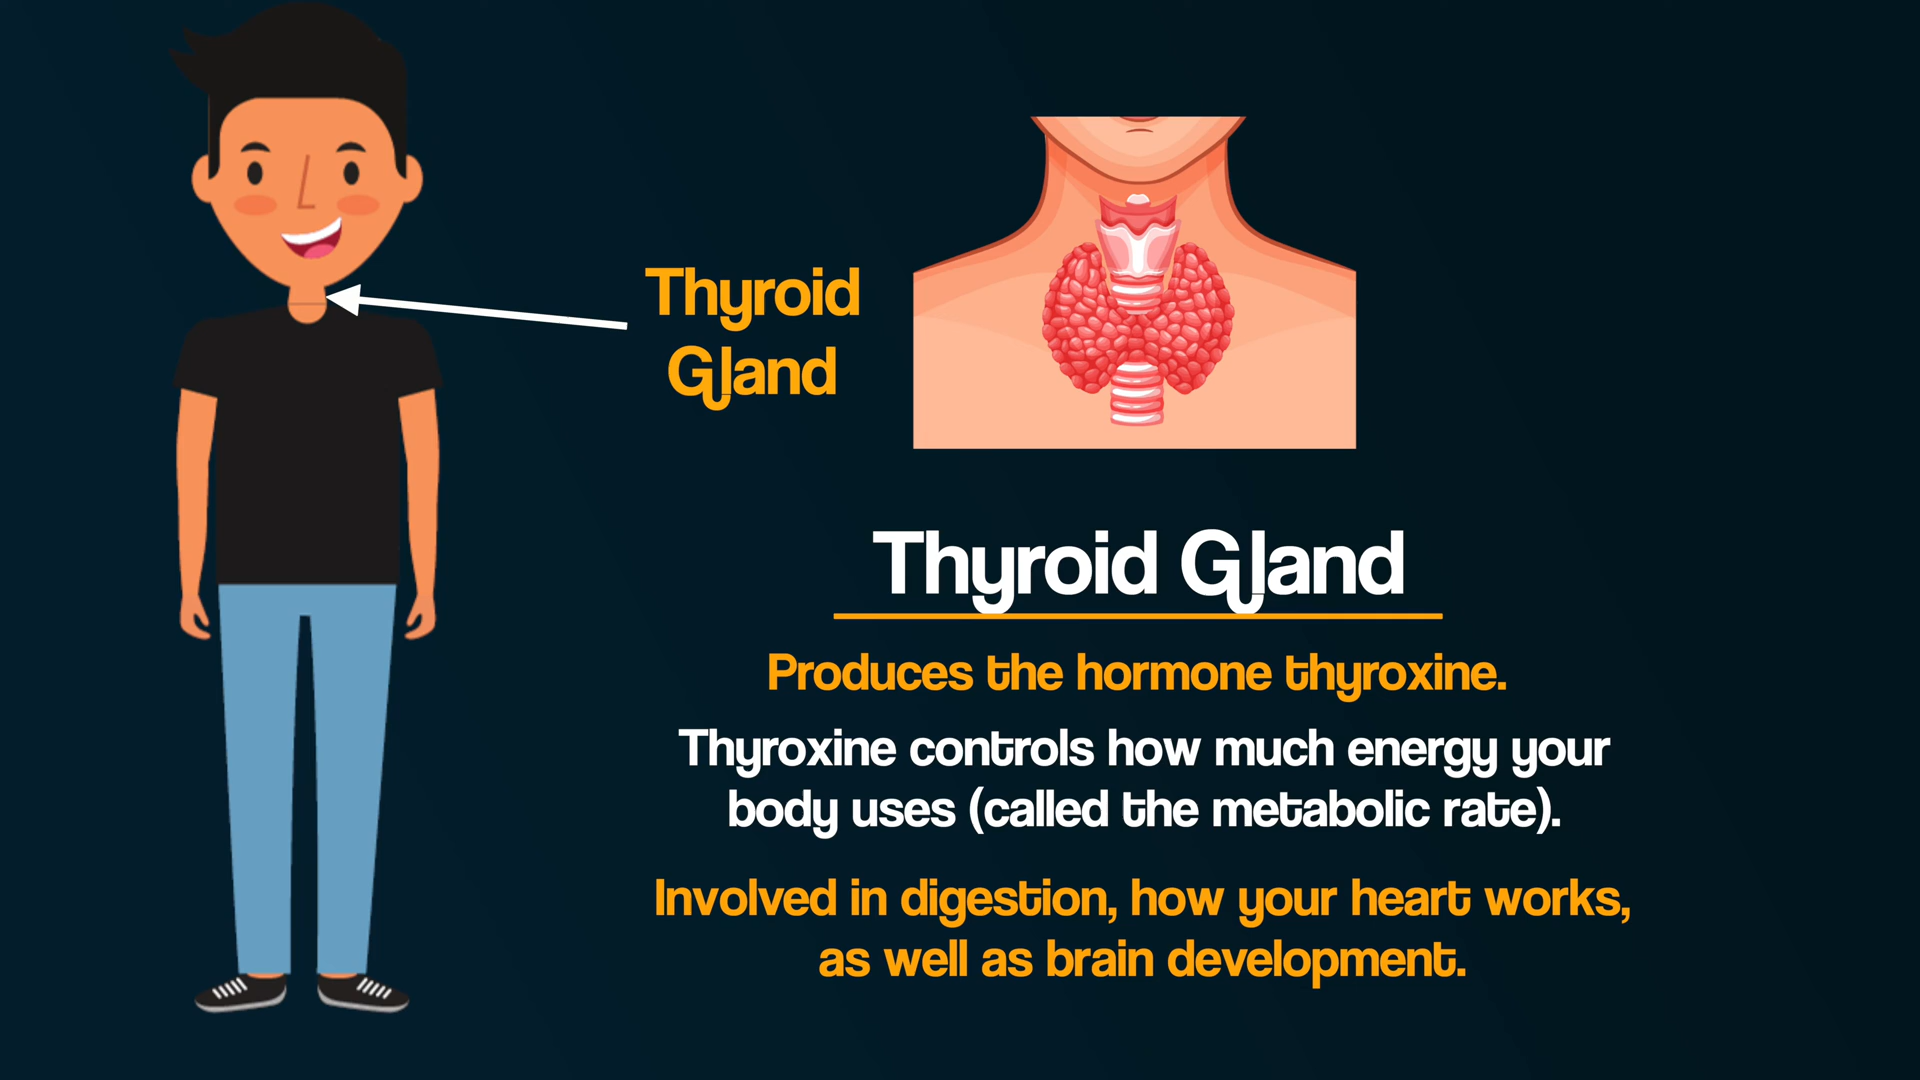 Thyroid
Gland
Thyroid Gland
Produces the hormone thyroxine.
Thyroxine controls how much energy your
body uses (called the metabolic rate).
Involved in digestion, how your heart works,
as well as brain development.